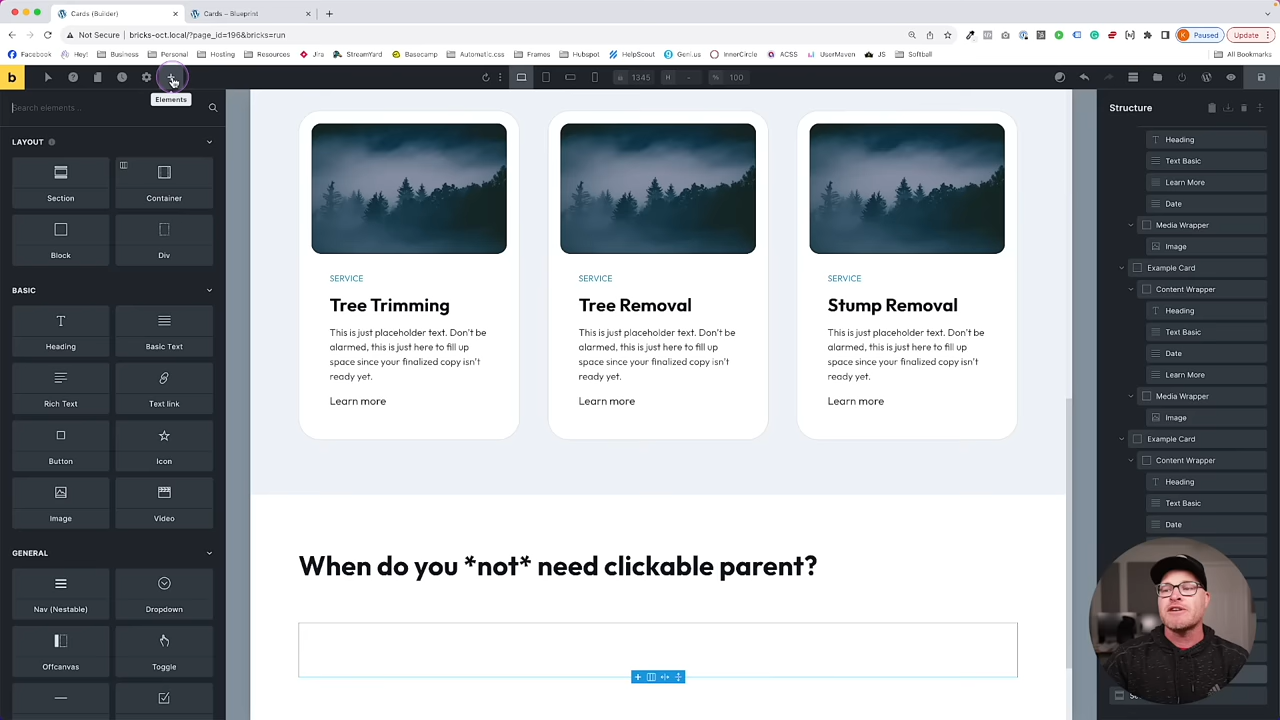 Cards (Builder)
Cards – Blueprint
Not Secure
bricks-oct.local/?page_id=196&bricks=run
Paused
Update
Facebook
Hey!
Business
Personal
Hosting
Resources
Jira
StreamYard
Basecamp
Automatic.css
Frames
Hubspot
HelpScout
Geni.us
InnerCircle
ACSS
UserMaven
JS
Softball
All Bookmarks
b
1345
H
-
%
100
Elements
Search elements...
LAYOUT
Section
Container
Block
Div
BASIC
Heading
Basic Text
Rich Text
Text link
Button
Icon
Image
Video
GENERAL
Nav (Nestable)
Dropdown
Offcanvas
Toggle
SERVICE
Tree Trimming
This is just placeholder text. Don't be
alarmed, this is just here to fill up
space since your finalized copy isn't
ready yet.
Learn more
SERVICE
Tree Removal
This is just placeholder text. Don't be
alarmed, this is just here to fill up
space since your finalized copy isn't
ready yet.
Learn more
SERVICE
Stump Removal
This is just placeholder text. Don't be
alarmed, this is just here to fill up
space since your finalized copy isn't
ready yet.
Learn more
When do you *not* need clickable parent?
Structure
Heading
Text Basic
Learn More
Date
Media Wrapper
Image
Example Card
Content Wrapper
Heading
Text Basic
Date
Learn More
Media Wrapper
Image
Example Card
Content Wrapper
Heading
Text Basic
Date